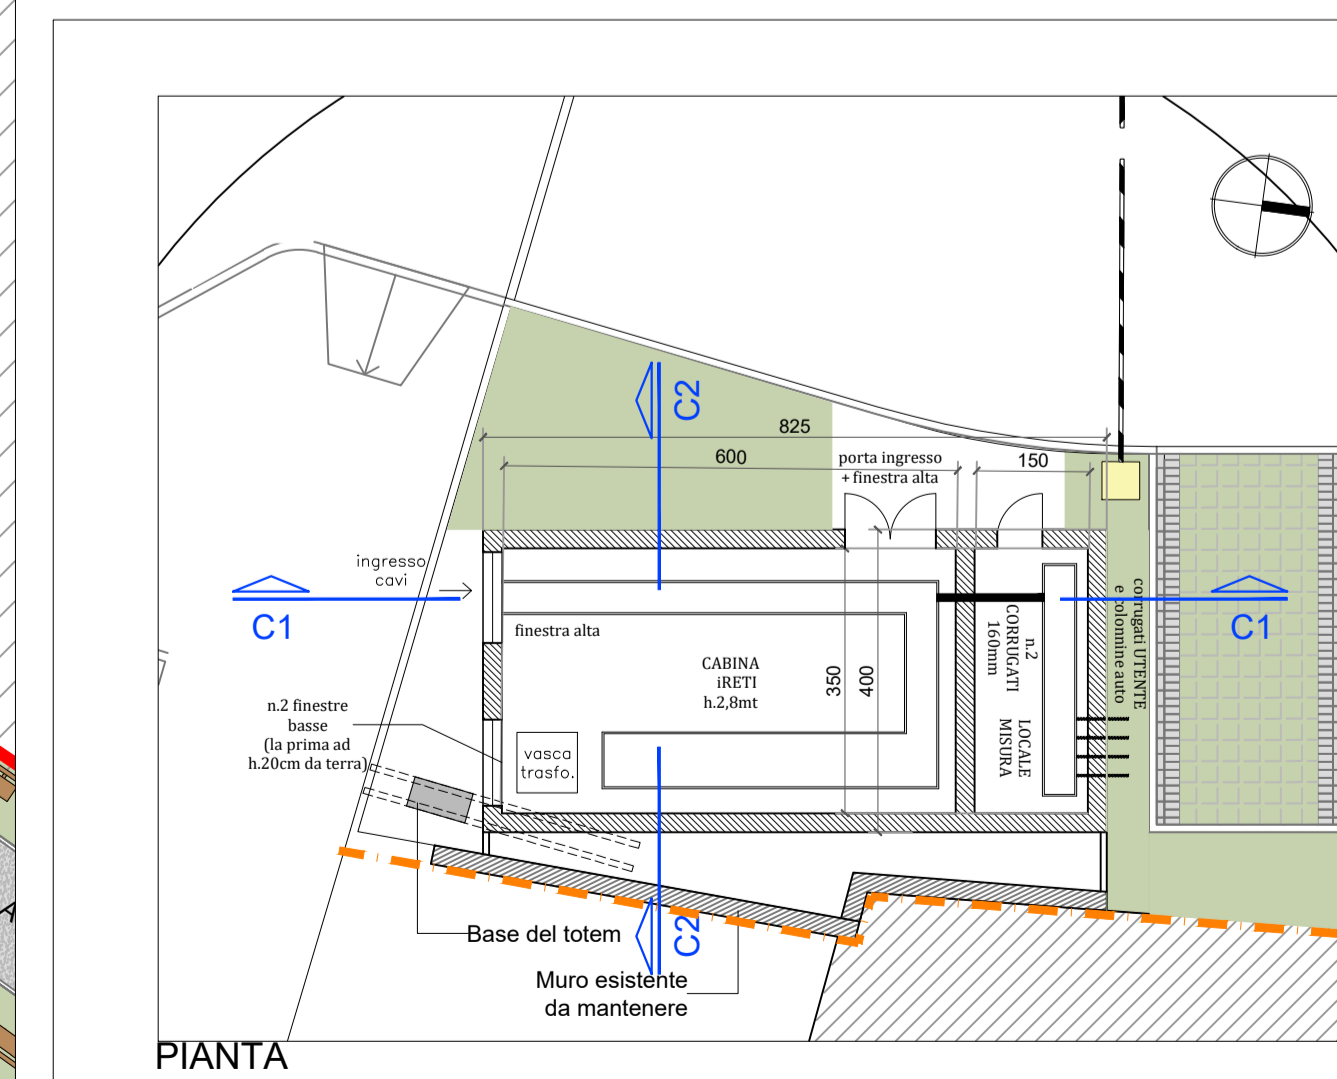 C2
825
600
porta ingresso
+ finestra alta
150
ingresso
cavi
C1
finestra alta
CABINA
iRETI
h.2,8mt
350
400
n.2
CORRUGATI
160mm
LOCALE
MISURA
corrugati UTENTE
e colonnine auto
C1
n.2 finestre
basse
(la prima ad
h.20cm da terra)
vasca
trasfo.
Base del totem
C2
Muro esistente
da mantenere
PIANTA